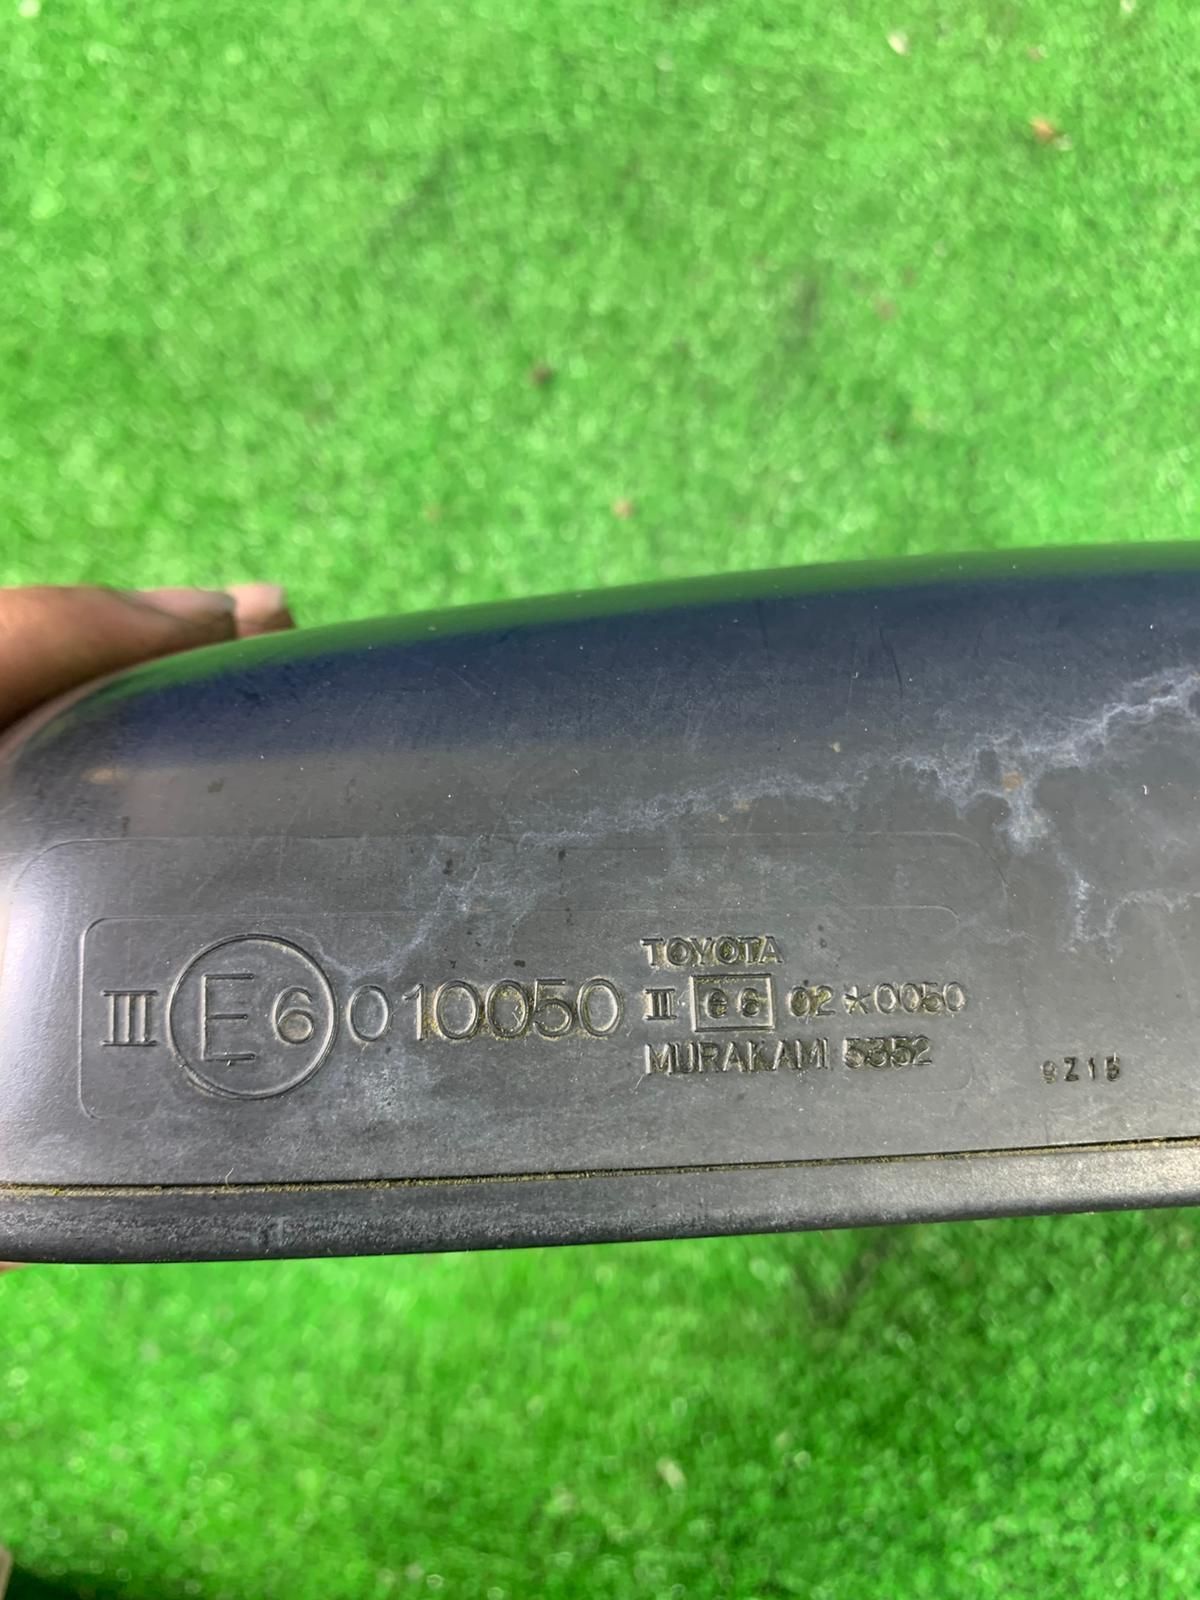 III E6 010050
TOYOTA
III e6 02*0050
MURAKAMI 5352
9Z15